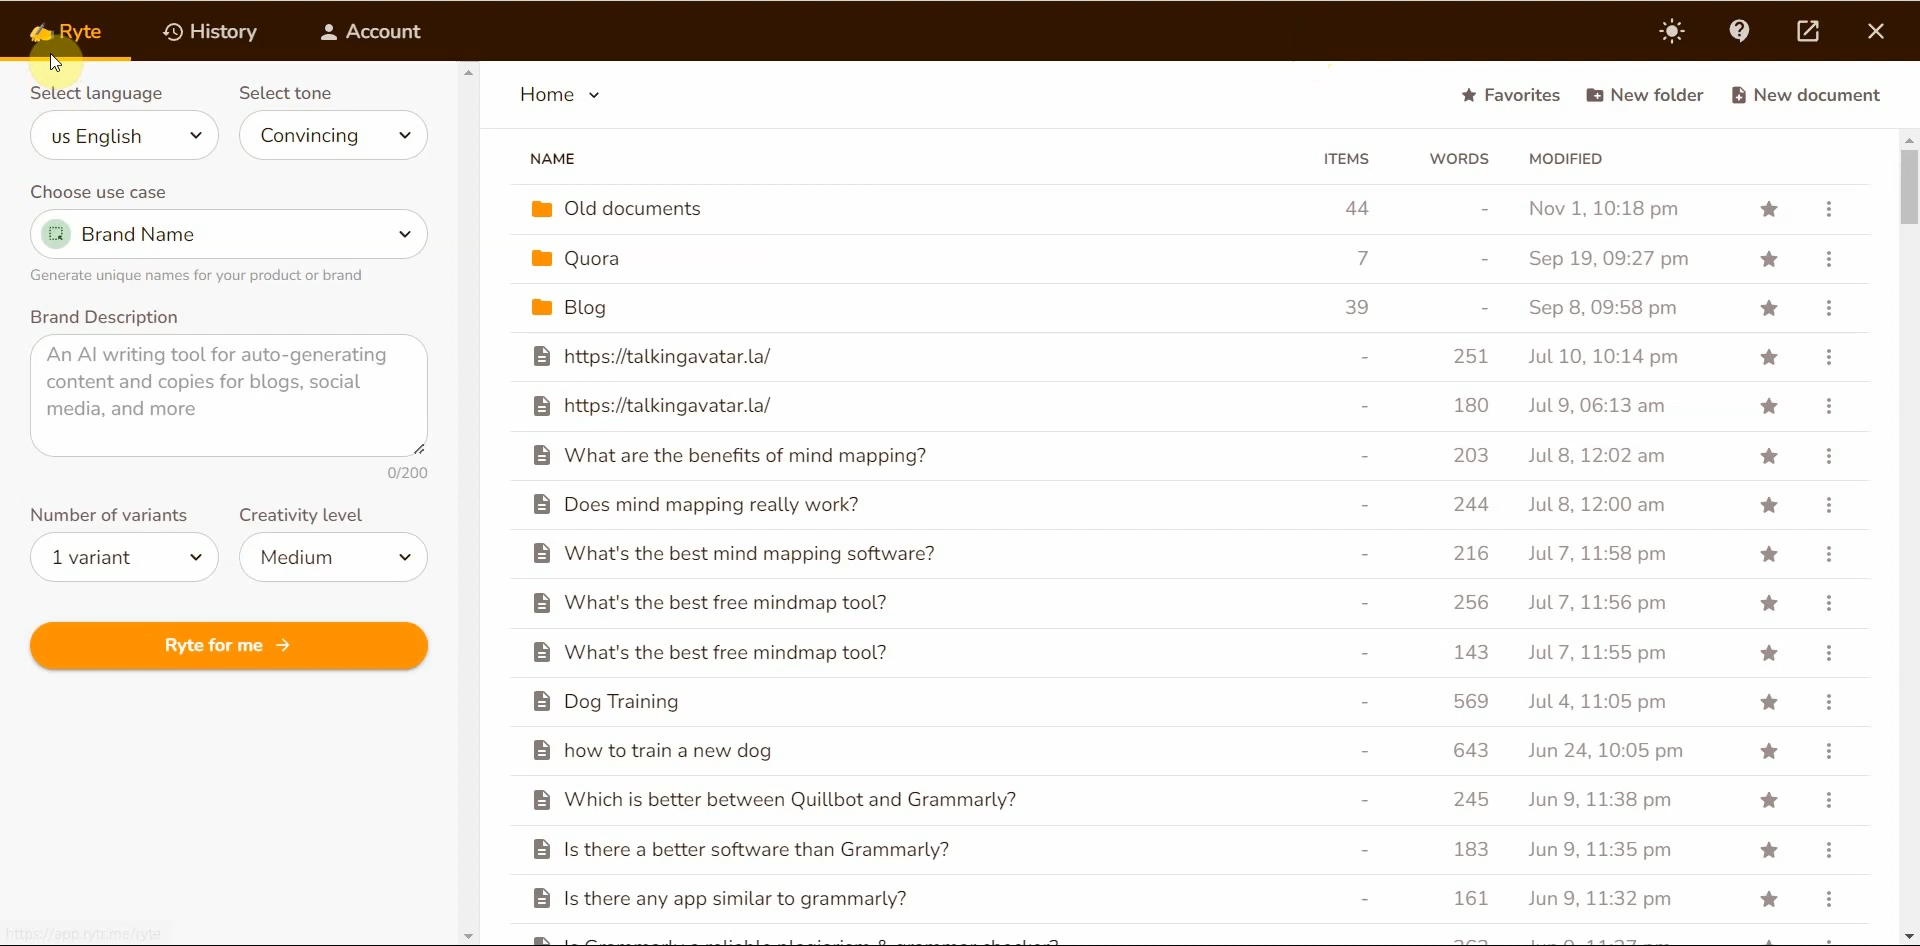 Ryte
History
Account
Select language
Select tone
us English
Convincing
Choose use case
Brand Name
Generate unique names for your product or brand
Brand Description
An AI writing tool for auto-generating
content and copies for blogs, social
media, and more
0/200
Number of variants
Creativity level
1 variant
Medium
Ryte for me →
https://app.rytr.me/ryte
Home
Favorites
New folder
New document
NAME ITEMS WORDS MODIFIED
Old documents 44 - Nov 1, 10:18 pm
Quora 7 - Sep 19, 09:27 pm
Blog 39 - Sep 8, 09:58 pm
https://talkingavatar.la/ - 251 Jul 10, 10:14 pm
https://talkingavatar.la/ - 180 Jul 9, 06:13 am
What are the benefits of mind mapping? - 203 Jul 8, 12:02 am
Does mind mapping really work? - 244 Jul 8, 12:00 am
What's the best mind mapping software? - 216 Jul 7, 11:58 pm
What's the best free mindmap tool? - 256 Jul 7, 11:56 pm
What's the best free mindmap tool? - 143 Jul 7, 11:55 pm
Dog Training - 569 Jul 4, 11:05 pm
how to train a new dog - 643 Jun 24, 10:05 pm
Which is better between Quillbot and Grammarly? - 245 Jun 9, 11:38 pm
Is there a better software than Grammarly? - 183 Jun 9, 11:35 pm
Is there any app similar to grammarly? - 161 Jun 9, 11:32 pm